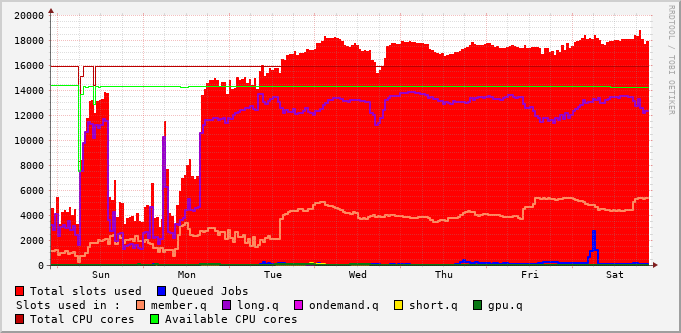 20000
18000
16000
14000
12000
10000
8000
6000
4000
2000
0
Sun Mon Tue Wed Thu Fri Sat
RRDTOOL / TOBI OETIKER
Total slots used Queued Jobs
Slots used in : member.q long.q ondemand.q short.q gpu.q
Total CPU cores Available CPU cores